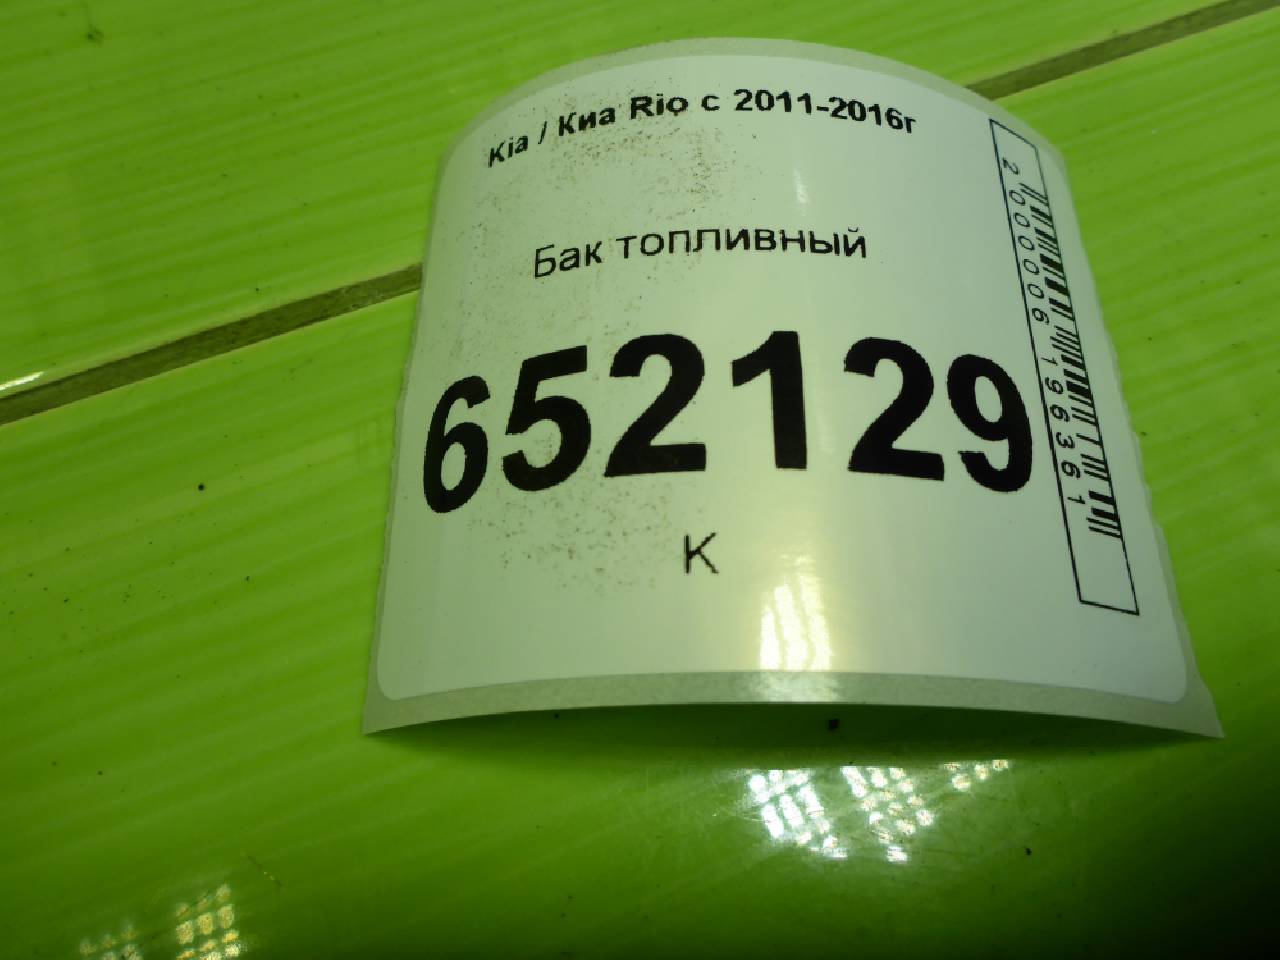 Kia / Киа Rio с 2011-2016г
Бак топливный
652129
К
2000006196361